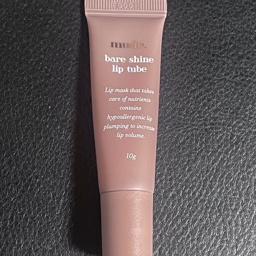 mude.
bare shine
lip tube
Lip mask that takes
care of nutrients
contains
hypoallergenic lip
plumping to increase
lip volume.
10g